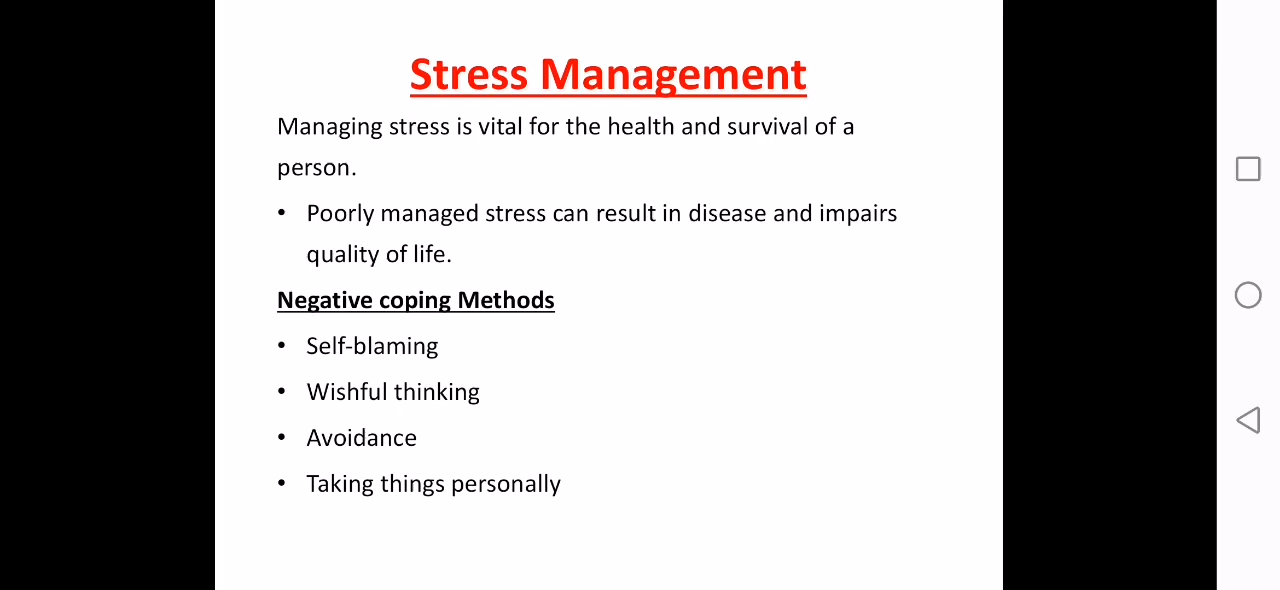 Stress Management
Managing stress is vital for the health and survival of a
person.
• Poorly managed stress can result in disease and impairs
quality of life.
Negative coping Methods
• Self-blaming
• Wishful thinking
• Avoidance
• Taking things personally